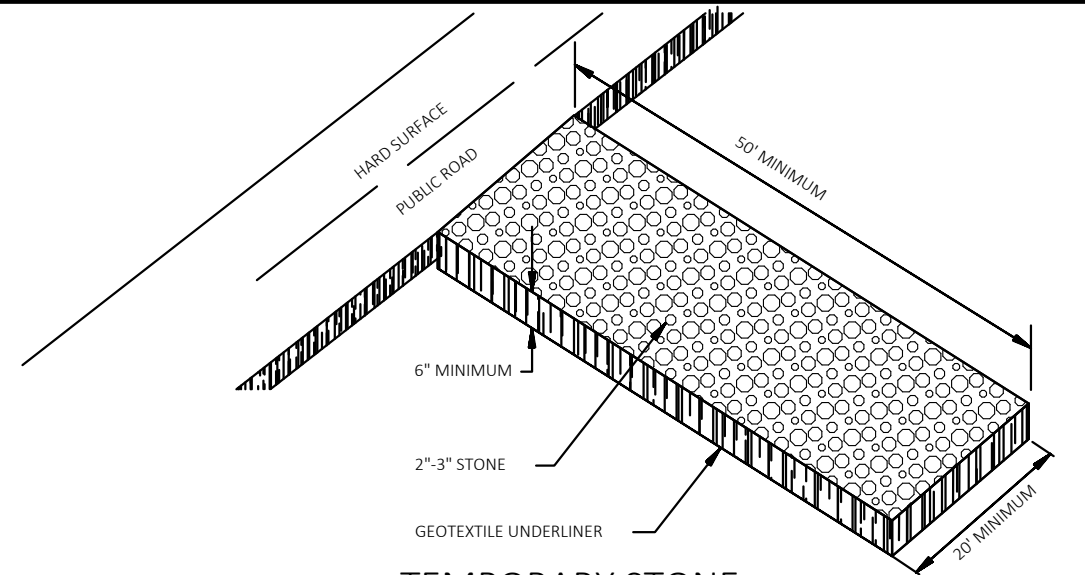 HARD SURFACE
PUBLIC ROAD
50' MINIMUM
6" MINIMUM
2"-3" STONE
GEOTEXTILE UNDERLINER
20' MINIMUM
TEMPORARY STONE